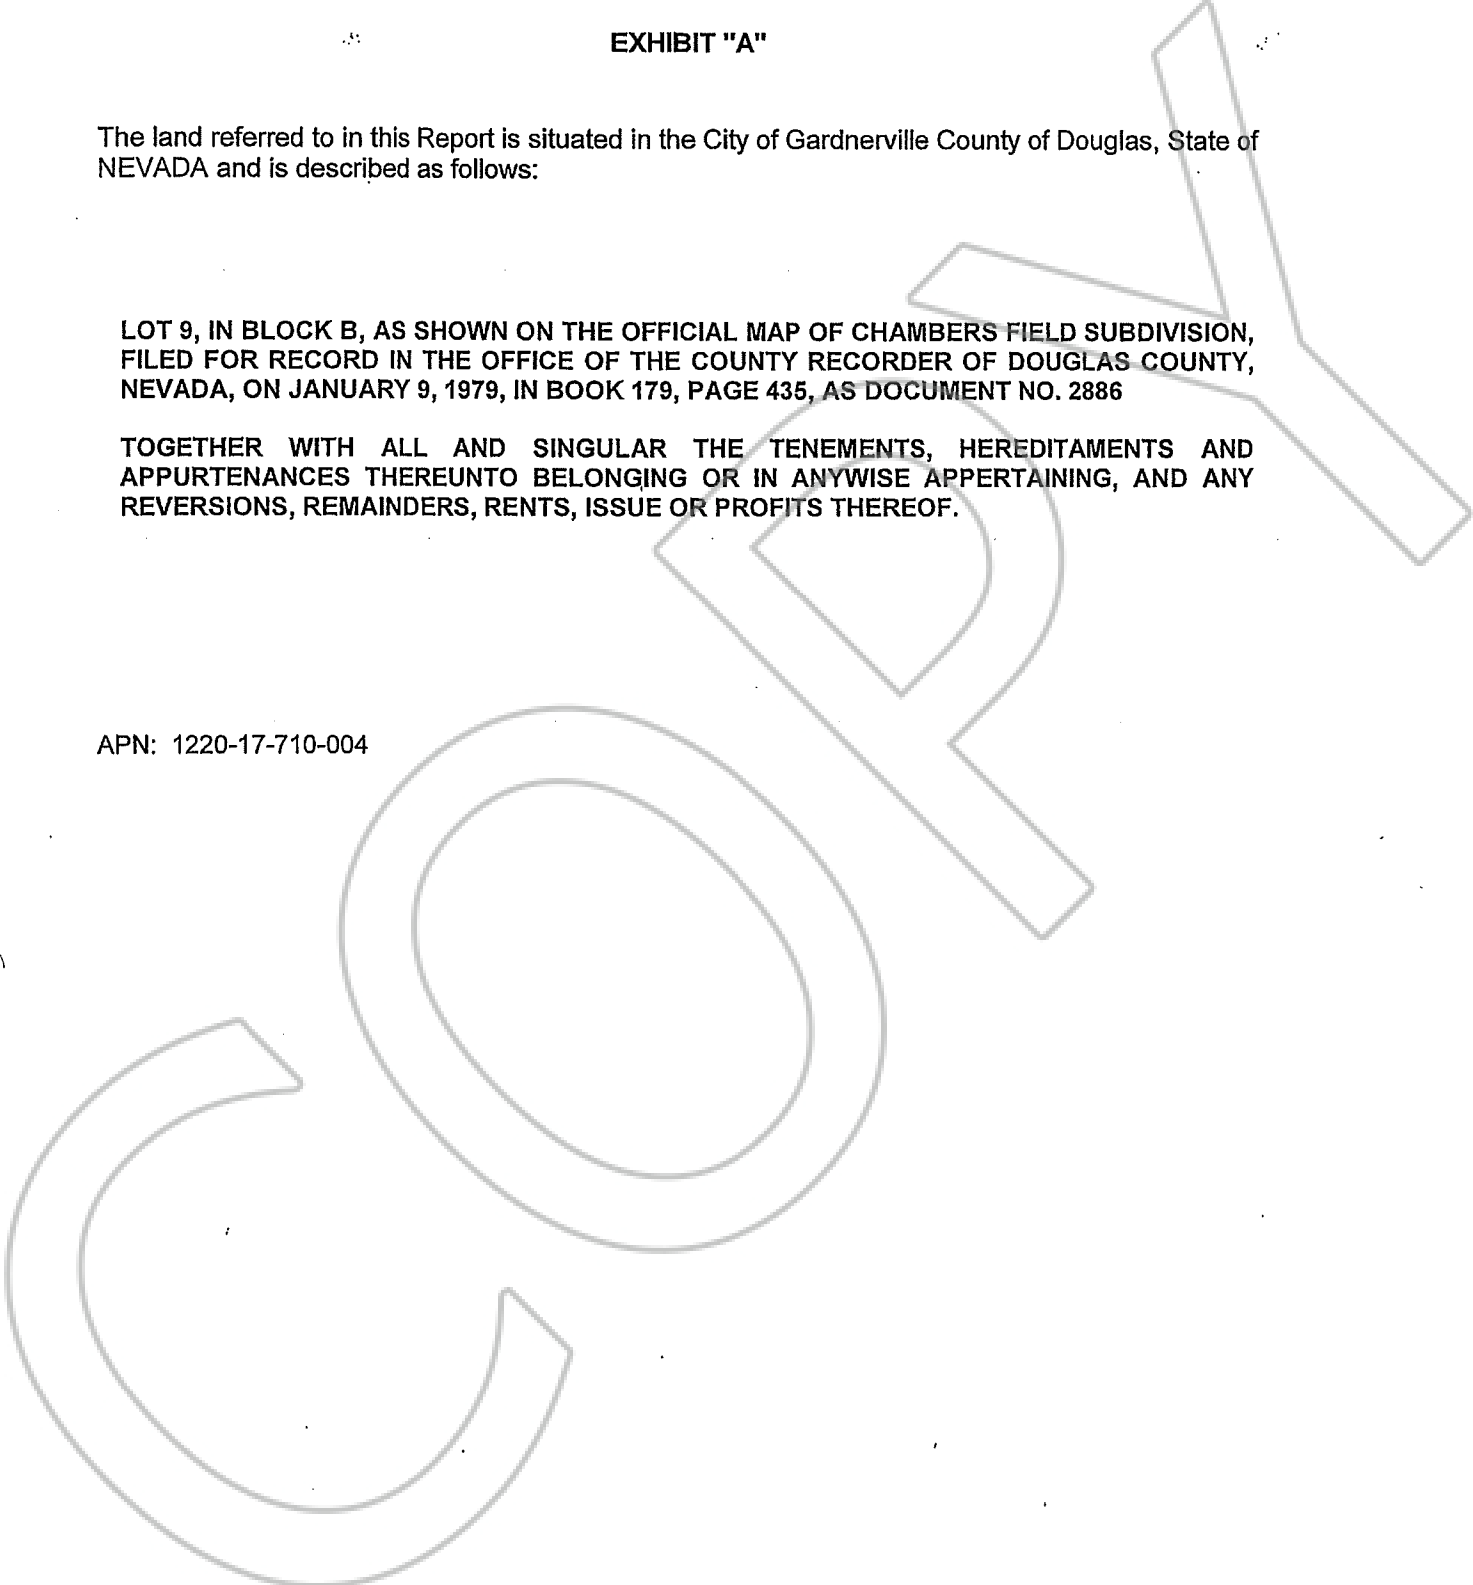 EXHIBIT "A"
The land referred to in this Report is situated in the City of Gardnerville County of Douglas, State of
NEVADA and is described as follows:
LOT 9, IN BLOCK B, AS SHOWN ON THE OFFICIAL MAP OF CHAMBERS FIELD SUBDIVISION,
FILED FOR RECORD IN THE OFFICE OF THE COUNTY RECORDER OF DOUGLAS COUNTY,
NEVADA, ON JANUARY 9, 1979, IN BOOK 179, PAGE 435, AS DOCUMENT NO. 2886
TOGETHER WITH ALL AND SINGULAR THE TENEMENTS, HEREDITAMENTS AND
APPURTENANCES THEREUNTO BELONGING OR IN ANYWISE APPERTAINING, AND ANY
REVERSIONS, REMAINDERS, RENTS, ISSUE OR PROFITS THEREOF.
APN: 1220-17-710-004
COPY